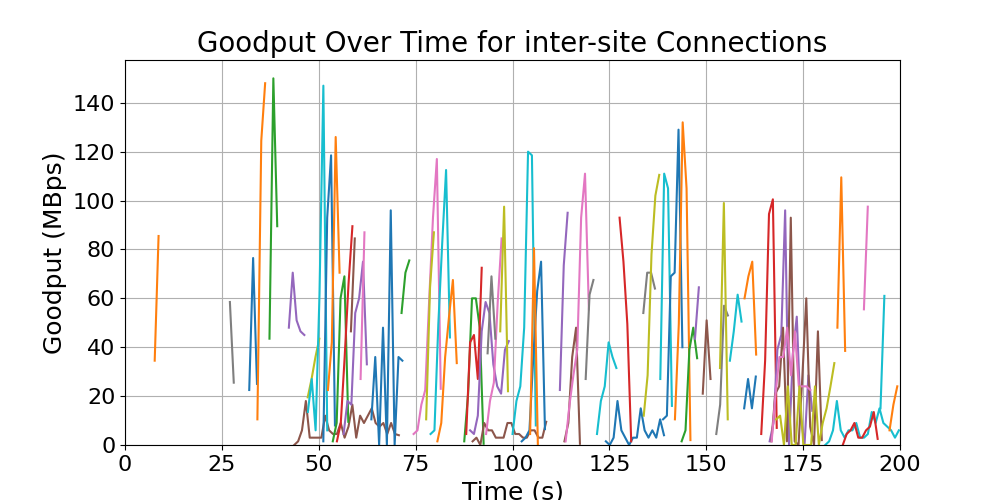 Goodput Over Time for inter-site Connections
Goodput (MBps)
140
120
100
80
60
40
20
0
0 25 50 75 100 125 150 175 200
Time (s)